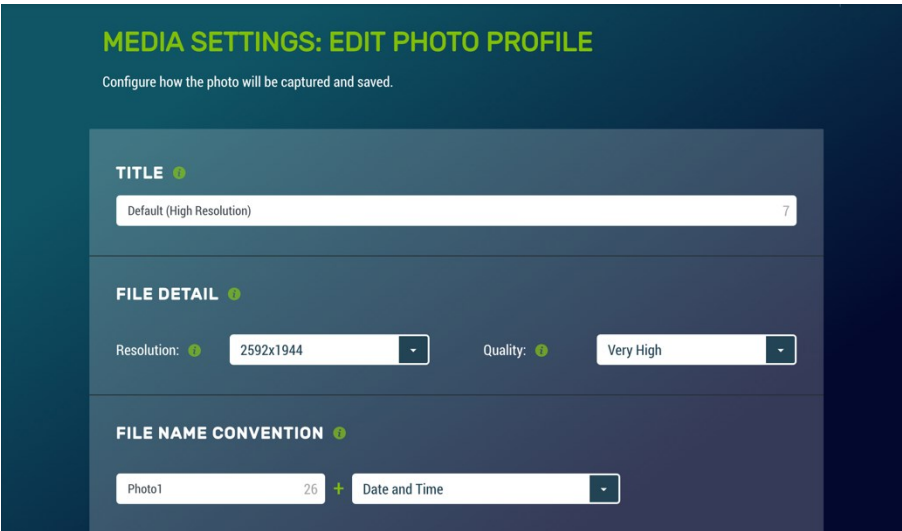 MEDIA SETTINGS: EDIT PHOTO PROFILE
Configure how the photo will be captured and saved.
TITLE
Default (High Resolution) 7
FILE DETAIL
Resolution: 2592x1944 Quality: Very High
FILE NAME CONVENTION
Photo1 26 + Date and Time